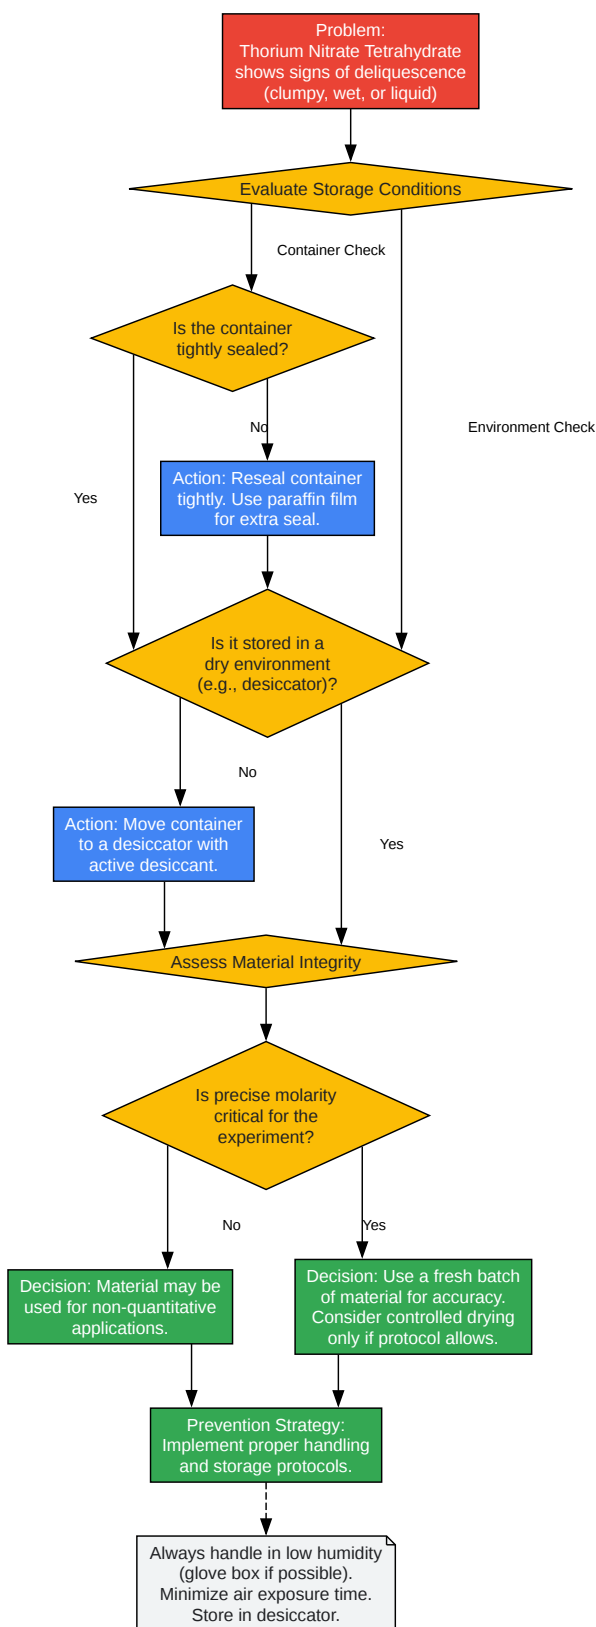 Problem:
Thorium Nitrate Tetrahydrate
shows signs of deliquescence
(clumpy, wet, or liquid)
Evaluate Storage Conditions
Container Check
Is the container
tightly sealed?
No
Environment Check
Action: Reseal container
tightly. Use paraffin film
for extra seal.
Yes
Is it stored in a
dry environment
(e.g., desiccator)?
No
Action: Move container
to a desiccator with
active desiccant.
Yes
Assess Material Integrity
Is precise molarity
critical for the
experiment?
No
Yes
Decision: Material may be
used for non-quantitative
applications.
Decision: Use a fresh batch
of material for accuracy.
Consider controlled drying
only if protocol allows.
Prevention Strategy:
Implement proper handling
and storage protocols.
Always handle in low humidity
(glove box if possible).
Minimize air exposure time.
Store in desiccator.